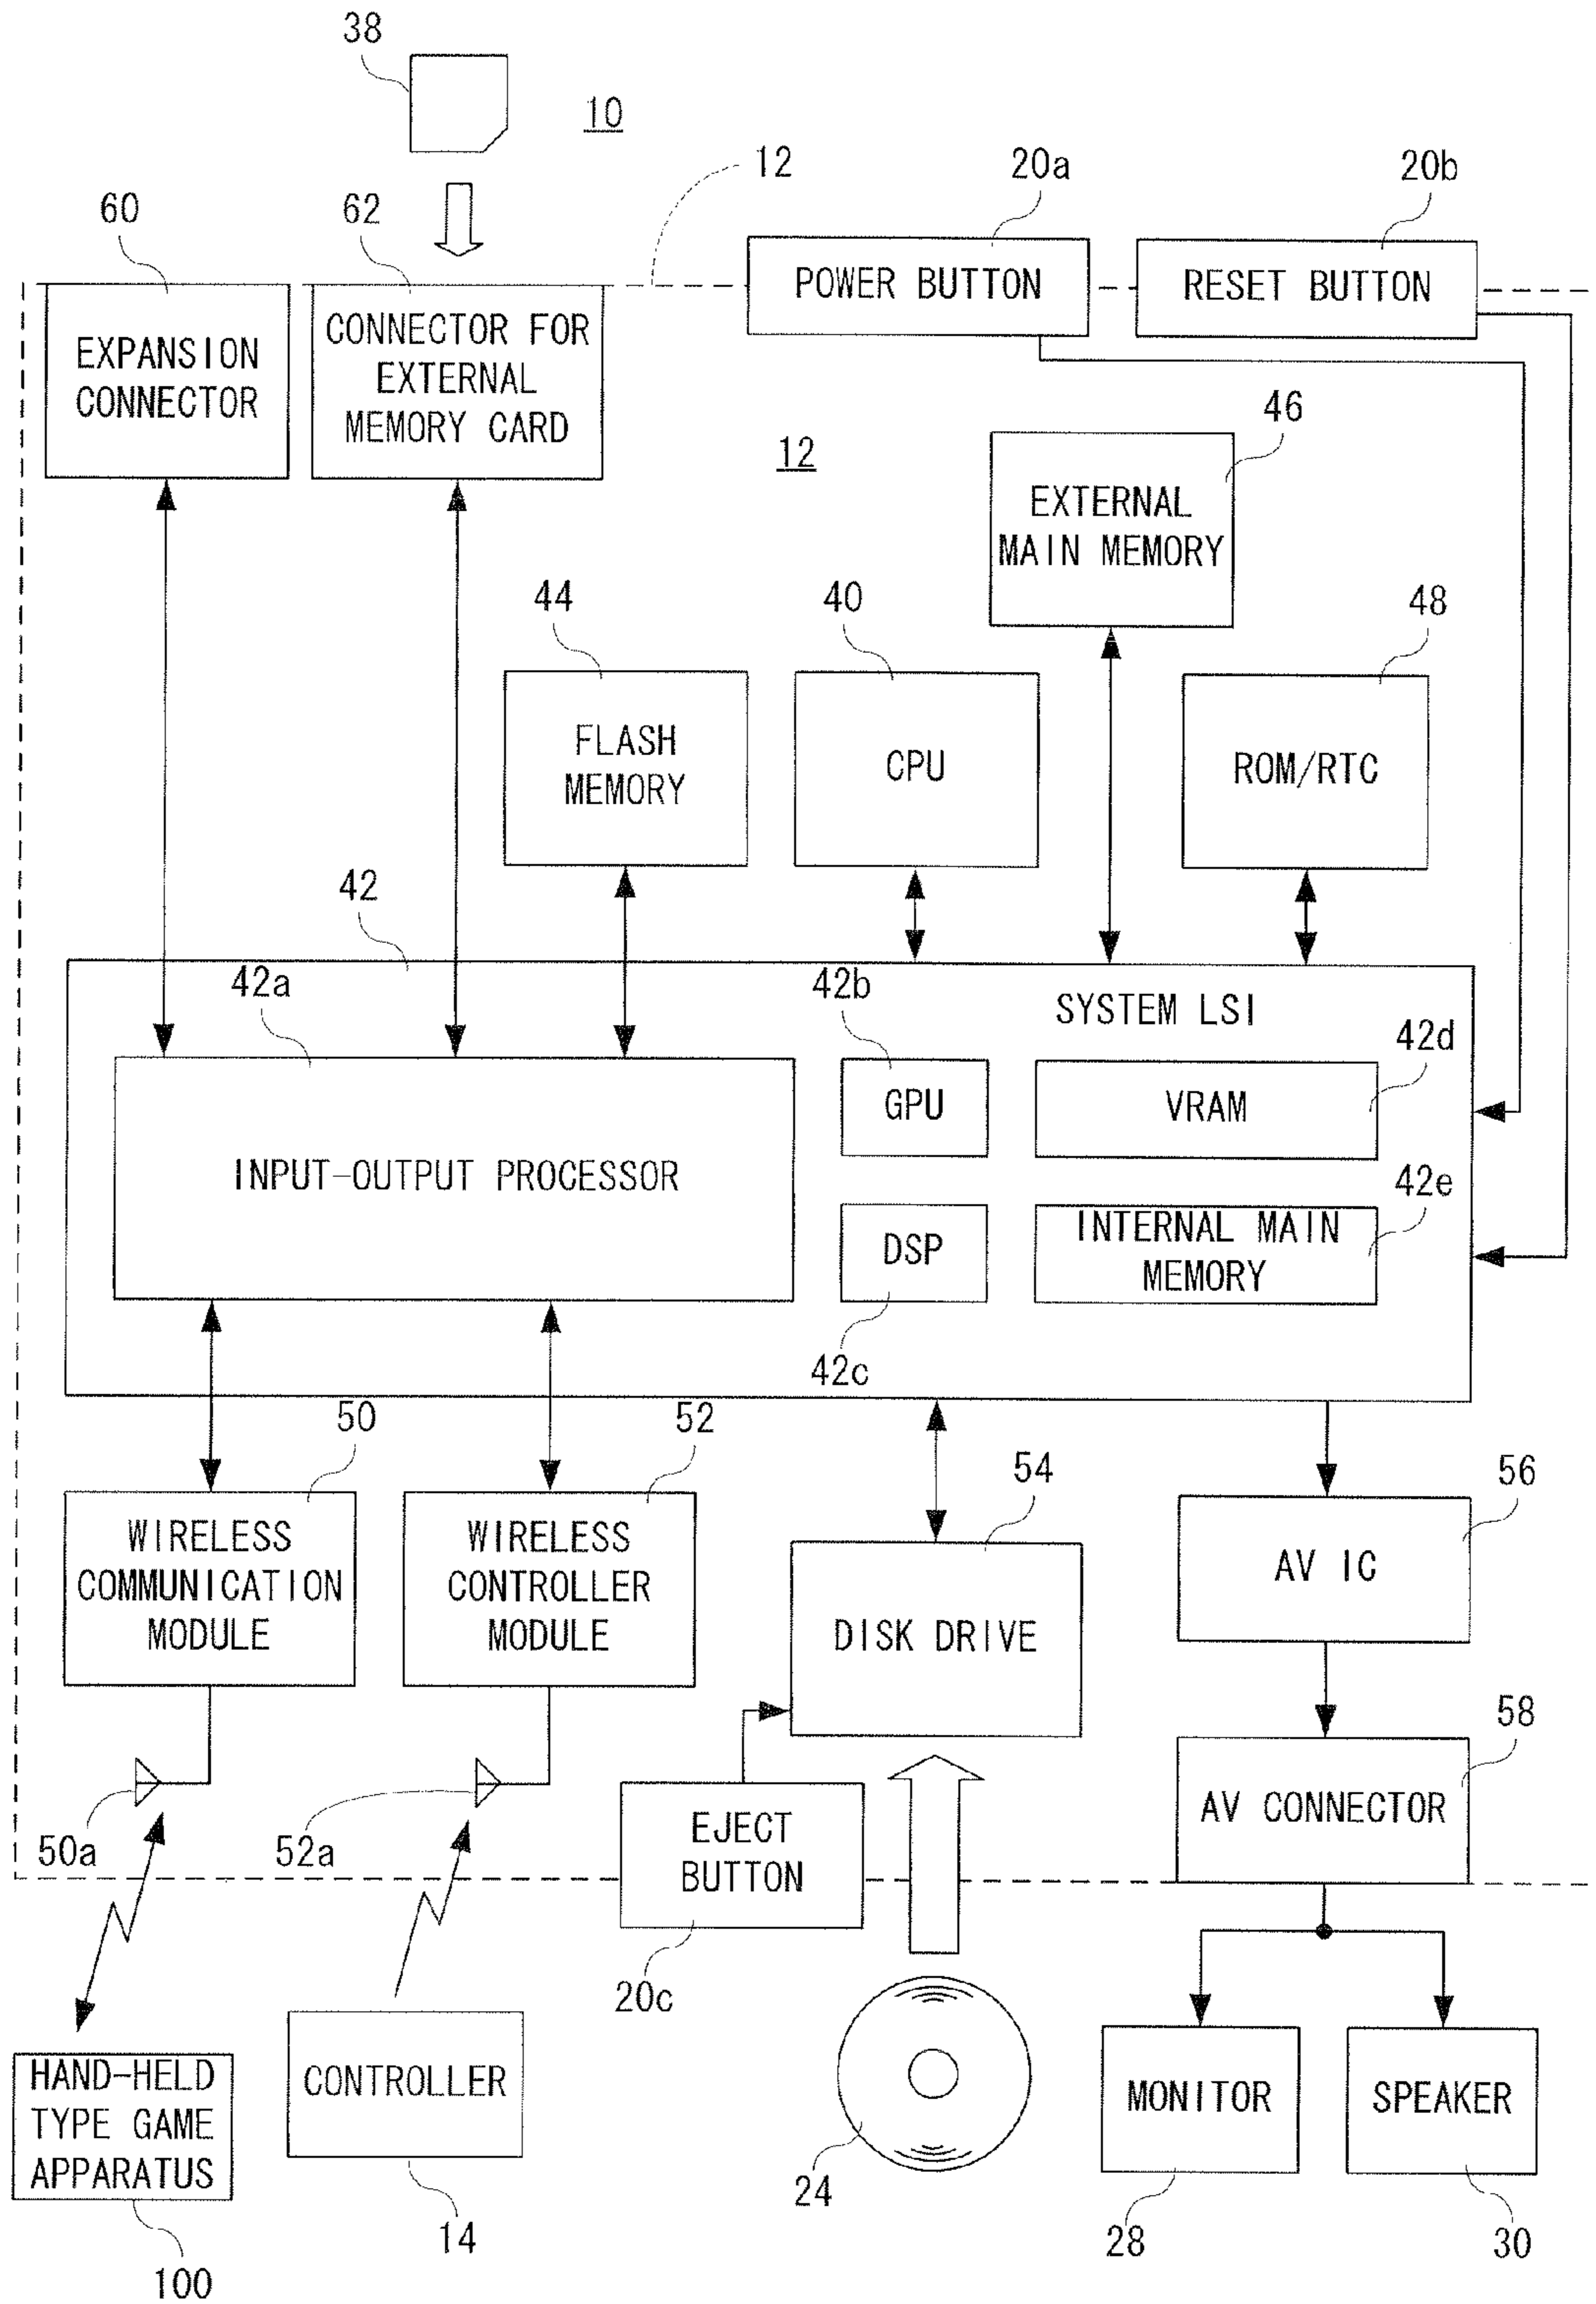 38
10
12
20a
20b
60
62
POWER BUTTON
RESET BUTTON
EXPANSION
CONNECTOR
CONNECTOR FOR
EXTERNAL
MEMORY CARD
12
46
EXTERNAL
MAIN MEMORY
44
40
48
FLASH
MEMORY
CPU
ROM/RTC
42
42a
42b
SYSTEM LSI
42d
GPU
VRAM
INPUT-OUTPUT PROCESSOR
42e
DSP
INTERNAL MAIN
MEMORY
42c
50
52
54
56
WIRELESS
COMMUNICATION
MODULE
WIRELESS
CONTROLLER
MODULE
DISK DRIVE
AV IC
58
50a
52a
EJECT
BUTTON
AV CONNECTOR
20c
HAND-HELD
TYPE GAME
APPARATUS
CONTROLLER
MONITOR
SPEAKER
24
14
28
30
100